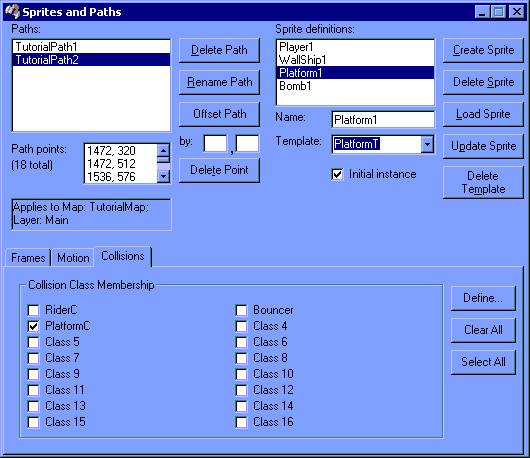 Sprites and Paths
Paths:
TutorialPath1
TutorialPath2
Delete Path
Rename Path
Offset Path
by:
,
Delete Point
Path points:
(18 total)
1472, 320
1472, 512
1536, 576
Applies to Map: TutorialMap;
Layer: Main
Sprite definitions:
Player1
WallShip1
Platform1
Bomb1
Name:
Platform1
Template:
PlatformT
Initial instance
Create Sprite
Delete Sprite
Load Sprite
Update Sprite
Delete
Template
Frames
Motion
Collisions
Collision Class Membership
RiderC
Bouncer
PlatformC
Class 4
Class 5
Class 6
Class 7
Class 8
Class 9
Class 10
Class 11
Class 12
Class 13
Class 14
Class 15
Class 16
Define...
Clear All
Select All